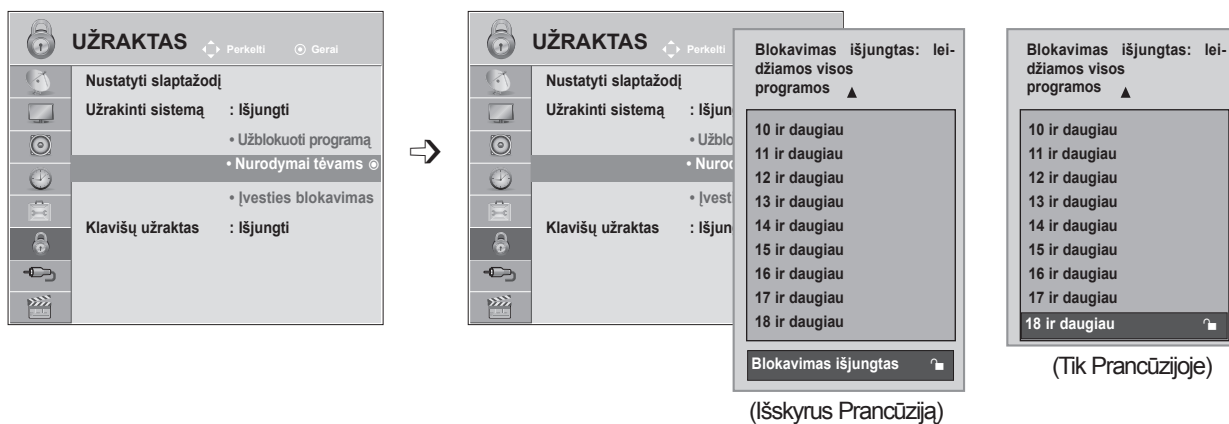 UŽRAKTAS Perkelti Gerai
Nustatyti slaptažodį
Užrakinti sistemą : Išjungti
• Užblokuoti programą
• Nurodymai tėvams
• Įvesties blokavimas
Klavišų užraktas : Išjungti
UŽRAKTAS Perkelti
Nustatyti slaptažodį
Užrakinti sistemą : Išjun
• Užblo
• Nurod
• Įvest
Klavišų užraktas : Išjun
Blokavimas išjungtas: lei-
džiamos visos
programos ▲
10 ir daugiau
11 ir daugiau
12 ir daugiau
13 ir daugiau
14 ir daugiau
15 ir daugiau
16 ir daugiau
17 ir daugiau
18 ir daugiau
Blokavimas išjungtas
(Išskyrus Prancūziją)
Blokavimas išjungtas: lei-
džiamos visos
programos ▲
10 ir daugiau
11 ir daugiau
12 ir daugiau
13 ir daugiau
14 ir daugiau
15 ir daugiau
16 ir daugiau
17 ir daugiau
18 ir daugiau
(Tik Prancūzijoje)